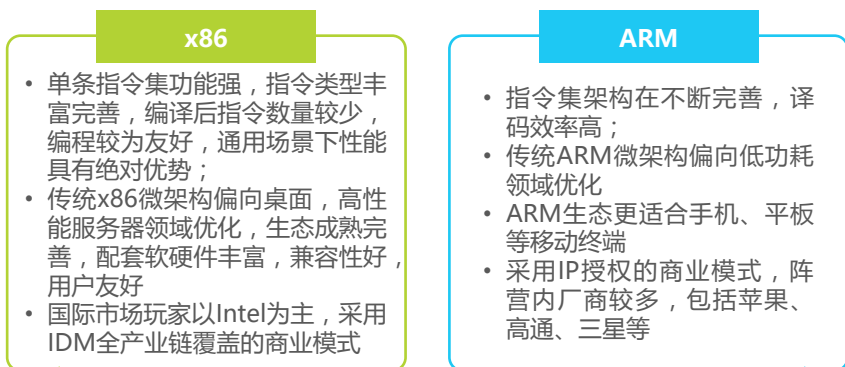 x86
• 单条指令集功能强，指令类型丰
富完善，编译后指令数量较少，
编程较为友好，通用场景下性能
具有绝对优势；
• 传统x86微架构偏向桌面，高性
能服务器领域优化，生态成熟完
善，配套软硬件丰富，兼容性好，
用户友好
• 国际市场玩家以Intel为主，采用
IDM全产业链覆盖的商业模式
ARM
• 指令集架构在不断完善，译
码效率高；
• 传统ARM微架构偏向低功耗
领域优化
• ARM生态更适合手机、平板
等移动终端
• 采用IP授权的商业模式，阵
营内厂商较多，包括苹果、
高通、三星等